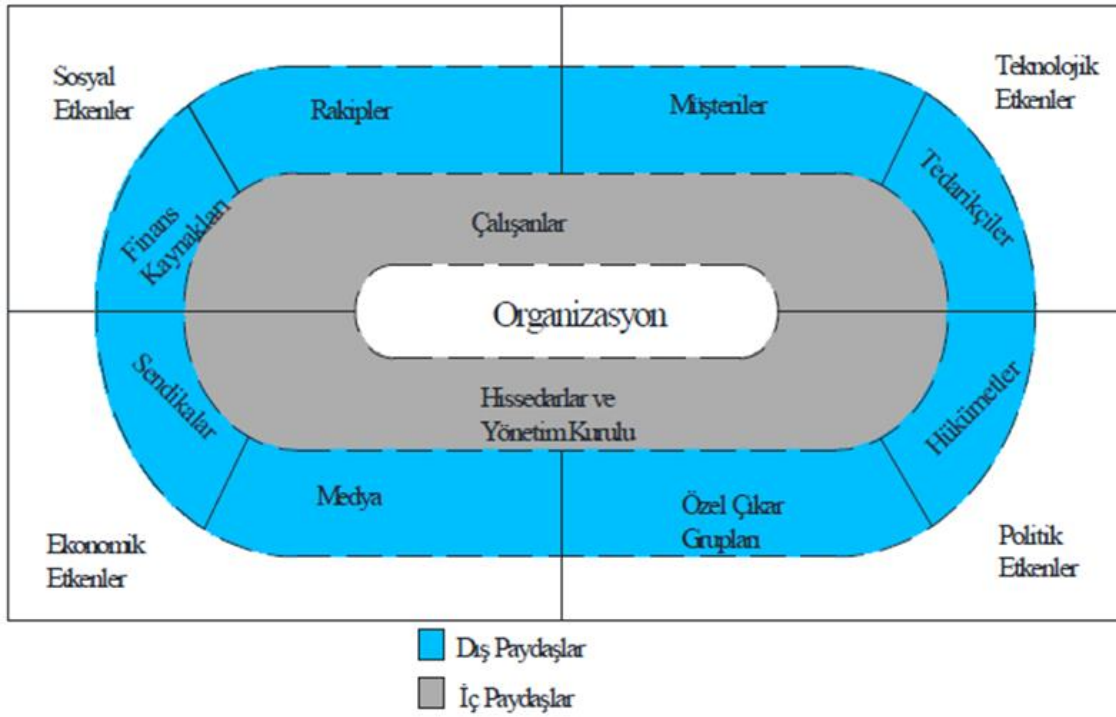 Sosyal
Etkenler
Teknolojik
Etkenler
Rakipler
Müşteriler
Finans
Kaynakları
Tedarikçiler
Çalışanlar
Organizasyon
Hissedarlar ve
Yönetim Kurulu
Sendikalar
Hükümetler
Medya
Özel Çıkar
Grupları
Ekonomik
Etkenler
Politik
Etkenler
Dış Paydaşlar
İç Paydaşlar